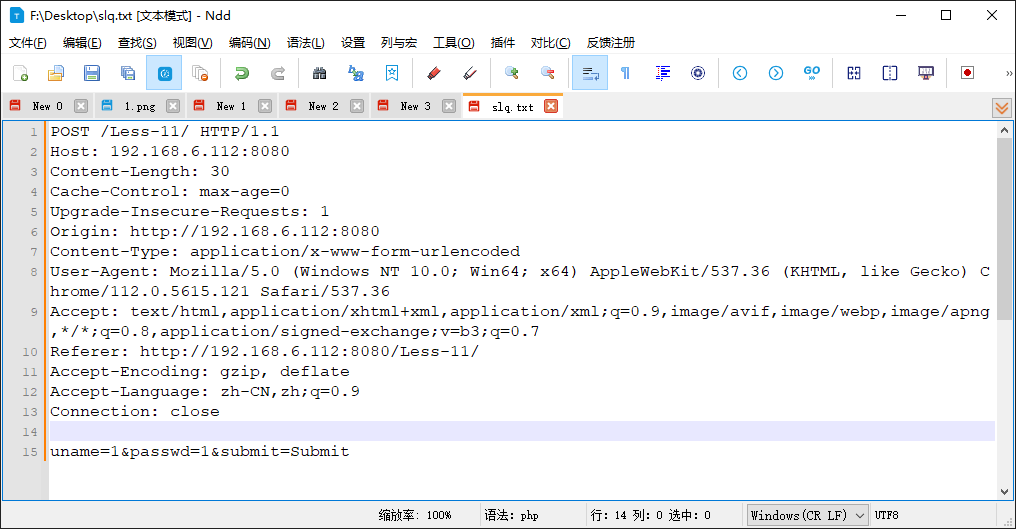 F:\Desktop\slq.txt [文本模式] - Ndd
文件(F) 编辑(E) 查找(S) 视图(V) 编码(N) 语法(L) 设置 列与宏 工具(O) 插件 对比(C) 反馈注册
GO
New 0 1.png New 1 New 2 New 3 slq.txt
1 POST /Less-11/ HTTP/1.1
2 Host: 192.168.6.112:8080
3 Content-Length: 30
4 Cache-Control: max-age=0
5 Upgrade-Insecure-Requests: 1
6 Origin: http://192.168.6.112:8080
7 Content-Type: application/x-www-form-urlencoded
8 User-Agent: Mozilla/5.0 (Windows NT 10.0; Win64; x64) AppleWebKit/537.36 (KHTML, like Gecko) C
hrome/112.0.5615.121 Safari/537.36
9 Accept: text/html,application/xhtml+xml,application/xml;q=0.9,image/avif,image/webp,image/apng
,*/*;q=0.8,application/signed-exchange;v=b3;q=0.7
10 Referer: http://192.168.6.112:8080/Less-11/
11 Accept-Encoding: gzip, deflate
12 Accept-Language: zh-CN,zh;q=0.9
13 Connection: close
14
15 uname=1&passwd=1&submit=Submit
缩放率: 100% 语法: php 行: 14 列: 0 选中: 0 Windows(CR LF) UTF8